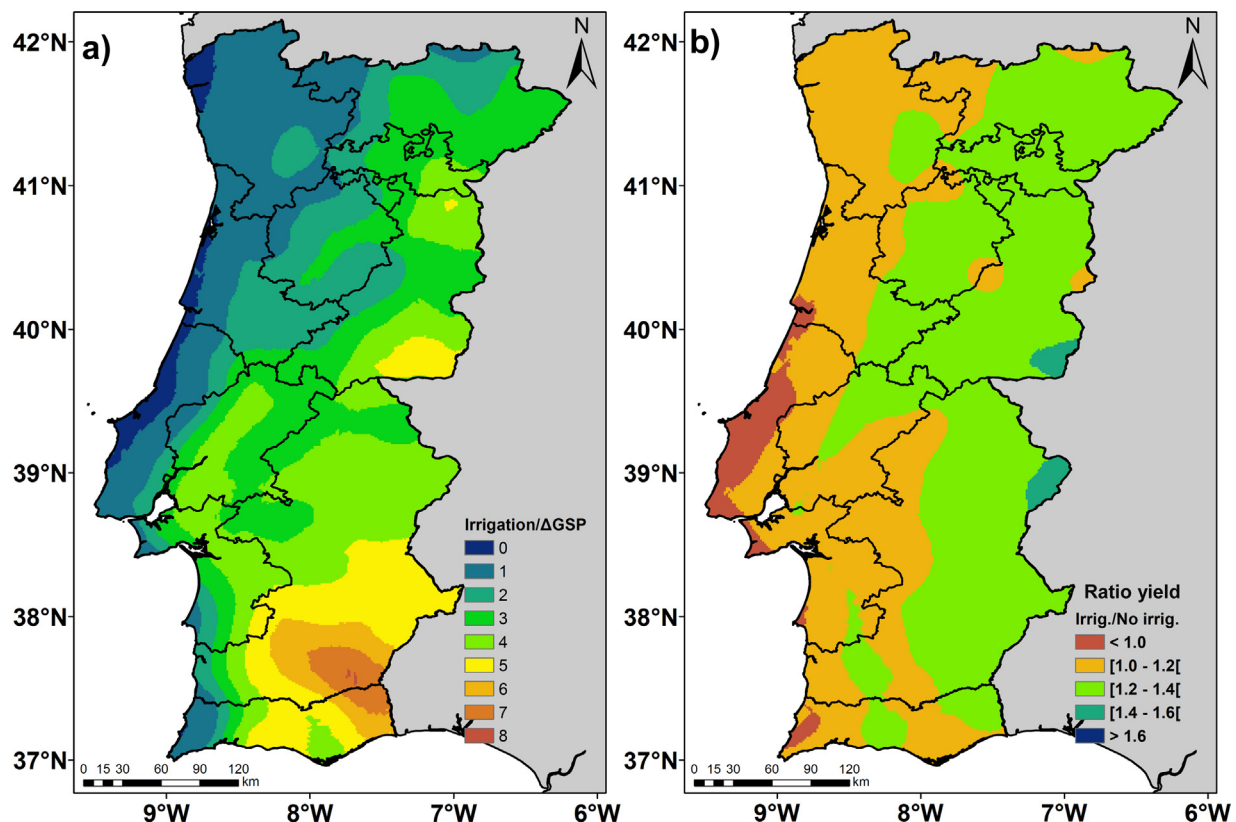 a)
N
42°N
41°N
40°N
39°N
38°N
37°N
Irrigation/ΔGSP
0
1
2
3
4
5
6
7
8
0 15 30 60 90 120
km
9°W 8°W 7°W 6°W
b)
N
42°N
41°N
40°N
39°N
38°N
37°N
Ratio yield
Irrig./No irrig.
< 1.0
[1.0 - 1.2[
[1.2 - 1.4[
[1.4 - 1.6[
> 1.6
0 15 30 60 90 120
km
9°W 8°W 7°W 6°W